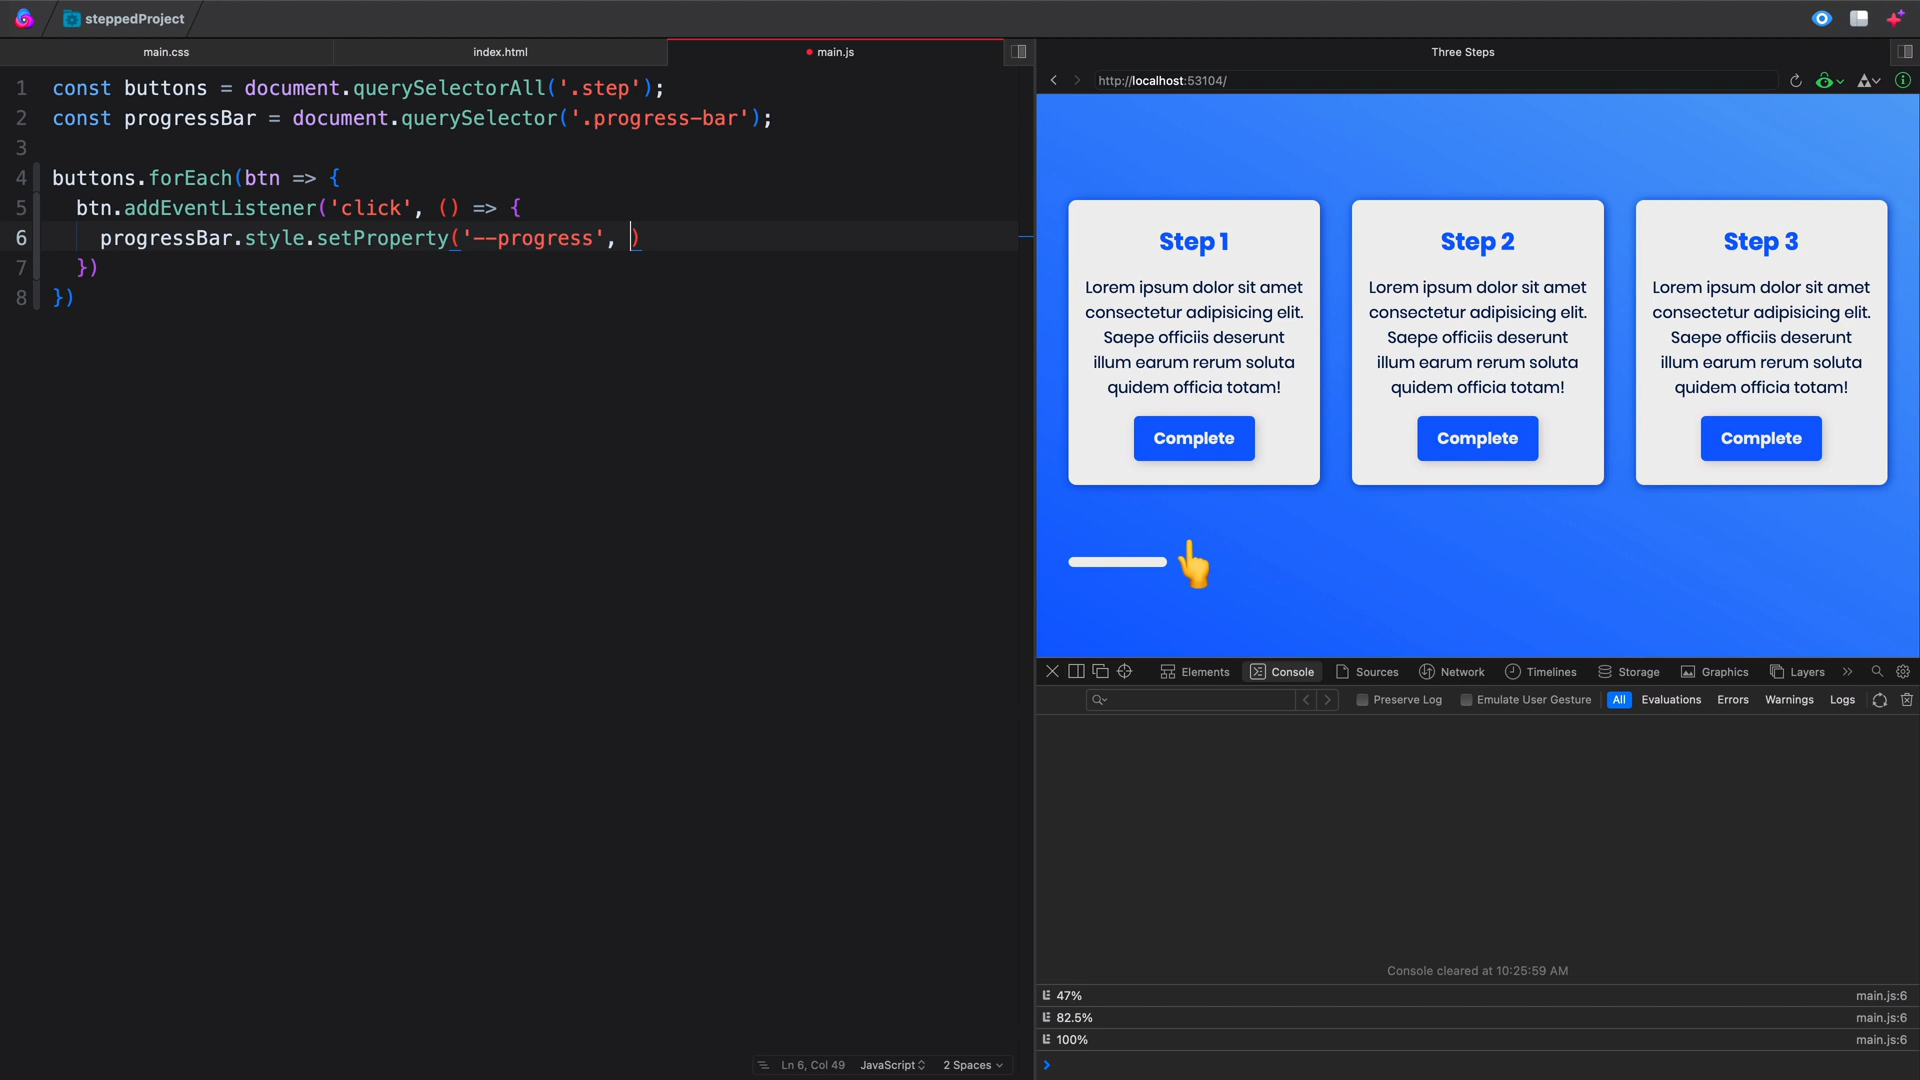 steppedProject
main.css
index.html
main.js
1 const buttons = document.querySelectorAll('.step');
2 const progressBar = document.querySelector('.progress-bar');
3
4 buttons.forEach(btn => {
5 btn.addEventListener('click', () => {
6 progressBar.style.setProperty('--progress', )
7 })
8 })
Ln 6, Col 49 JavaScript 2 Spaces
Three Steps
http://localhost:53104/
Step 1
Lorem ipsum dolor sit amet
consectetur adipisicing elit.
Saepe officiis deserunt
illum earum rerum soluta
quidem officia totam!
Complete
Step 2
Lorem ipsum dolor sit amet
consectetur adipisicing elit.
Saepe officiis deserunt
illum earum rerum soluta
quidem officia totam!
Complete
Step 3
Lorem ipsum dolor sit amet
consectetur adipisicing elit.
Saepe officiis deserunt
illum earum rerum soluta
quidem officia totam!
Complete
Elements Console Sources Network Timelines Storage Graphics Layers
Preserve Log Emulate User Gesture All Evaluations Errors Warnings Logs
Console cleared at 10:25:59 AM
47% main.js:6
82.5% main.js:6
100% main.js:6